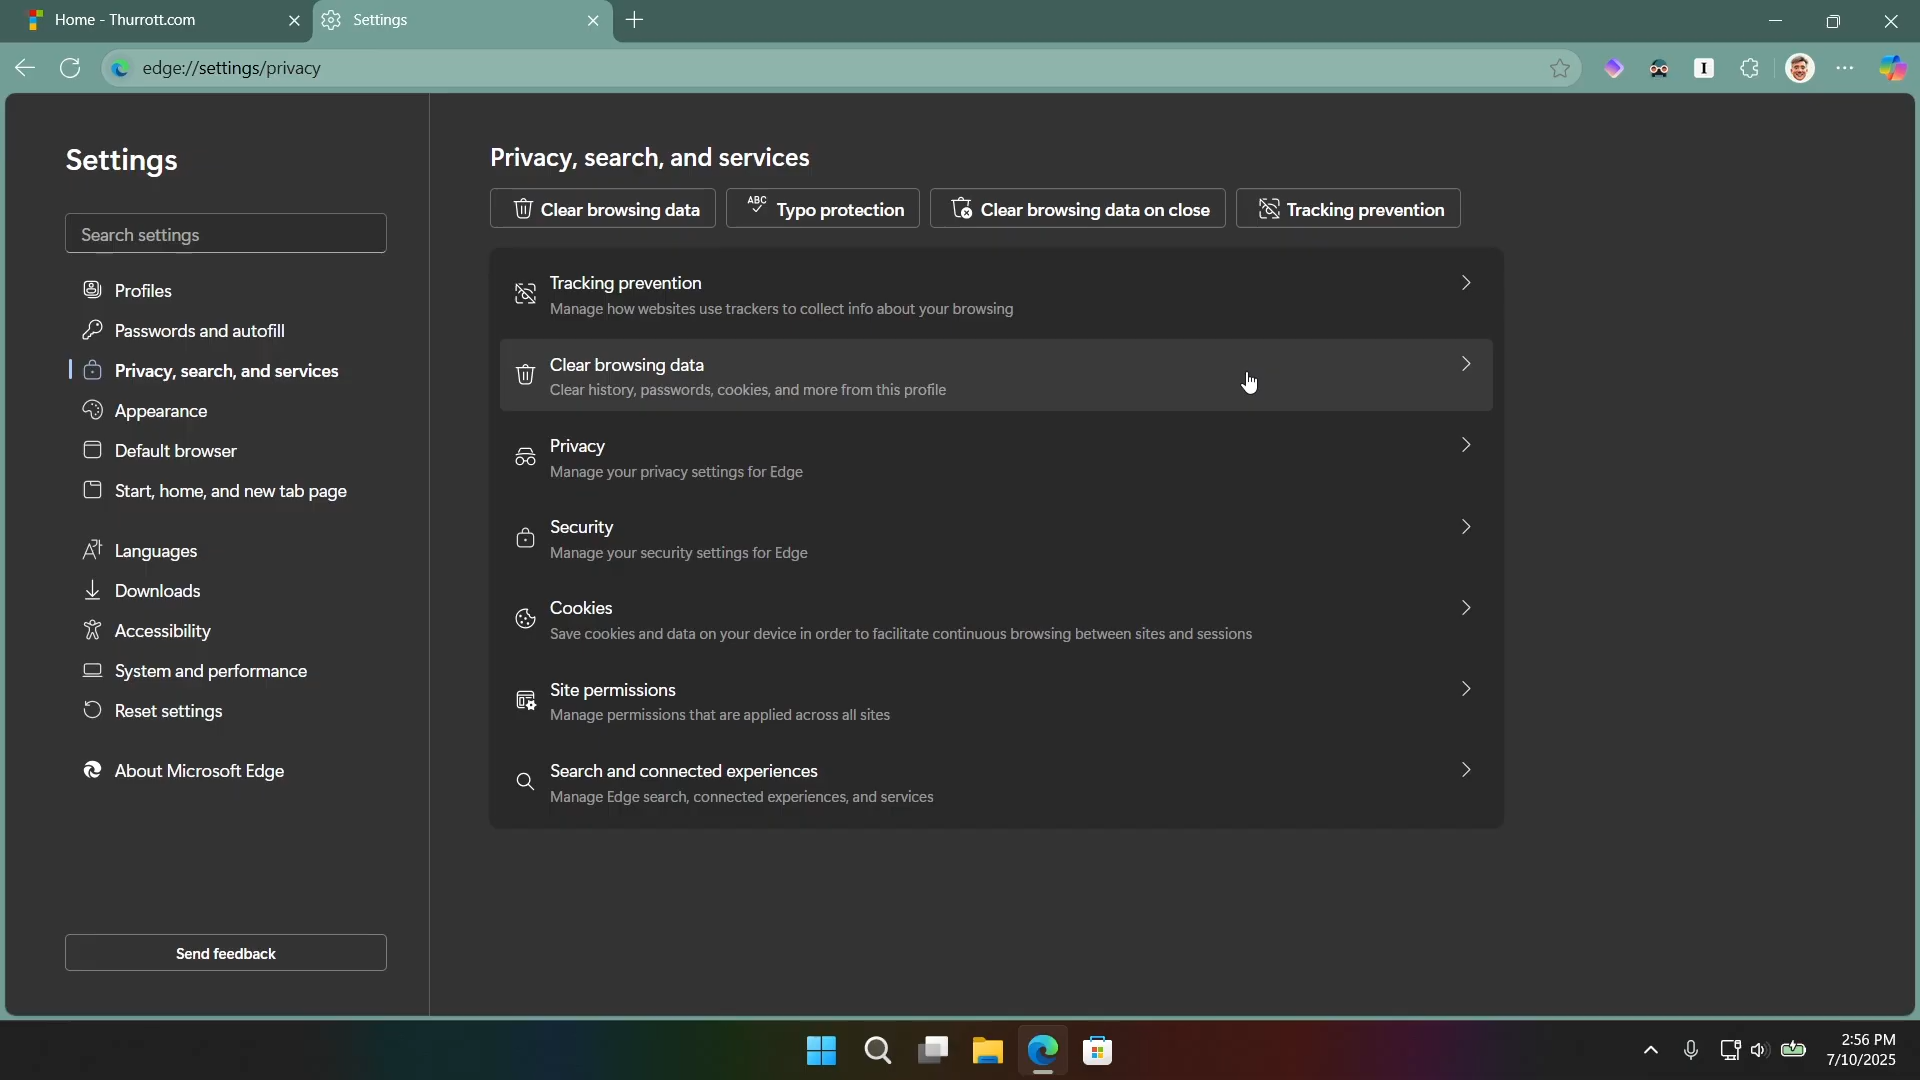 Home - Thurrott.com
Settings
edge://settings/privacy
Settings
Search settings
Profiles
Passwords and autofill
Privacy, search, and services
Appearance
Default browser
Start, home, and new tab page
Languages
Downloads
Accessibility
System and performance
Reset settings
About Microsoft Edge
Send feedback
Privacy, search, and services
Clear browsing data
ABC Typo protection
Clear browsing data on close
Tracking prevention
Tracking prevention
Manage how websites use trackers to collect info about your browsing
Clear browsing data
Clear history, passwords, cookies, and more from this profile
Privacy
Manage your privacy settings for Edge
Security
Manage your security settings for Edge
Cookies
Save cookies and data on your device in order to facilitate continuous browsing between sites and sessions
Site permissions
Manage permissions that are applied across all sites
Search and connected experiences
Manage Edge search, connected experiences, and services
2:56 PM
7/10/2025